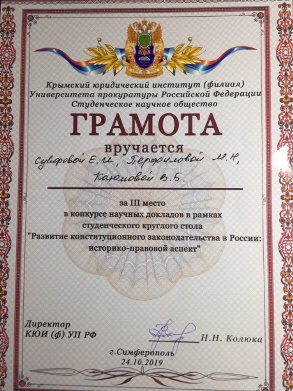 Крымский юридический институт (филиал)
Университета прокуратуры Российской Федерации
Студенческое научное общество
ГРАМОТА
вручается
Е.И., Перфиловой М.Н,
В.Б.
за III место
в конкурсе научных докладов в рамках
студенческого круглого стола
"Развитие конституционного законодательства в России:
историко-правовой аспект"
Директор
КЮИ (ф) УП РФ
Н.Н. Колюка
г.Симферополь
24.10.2019